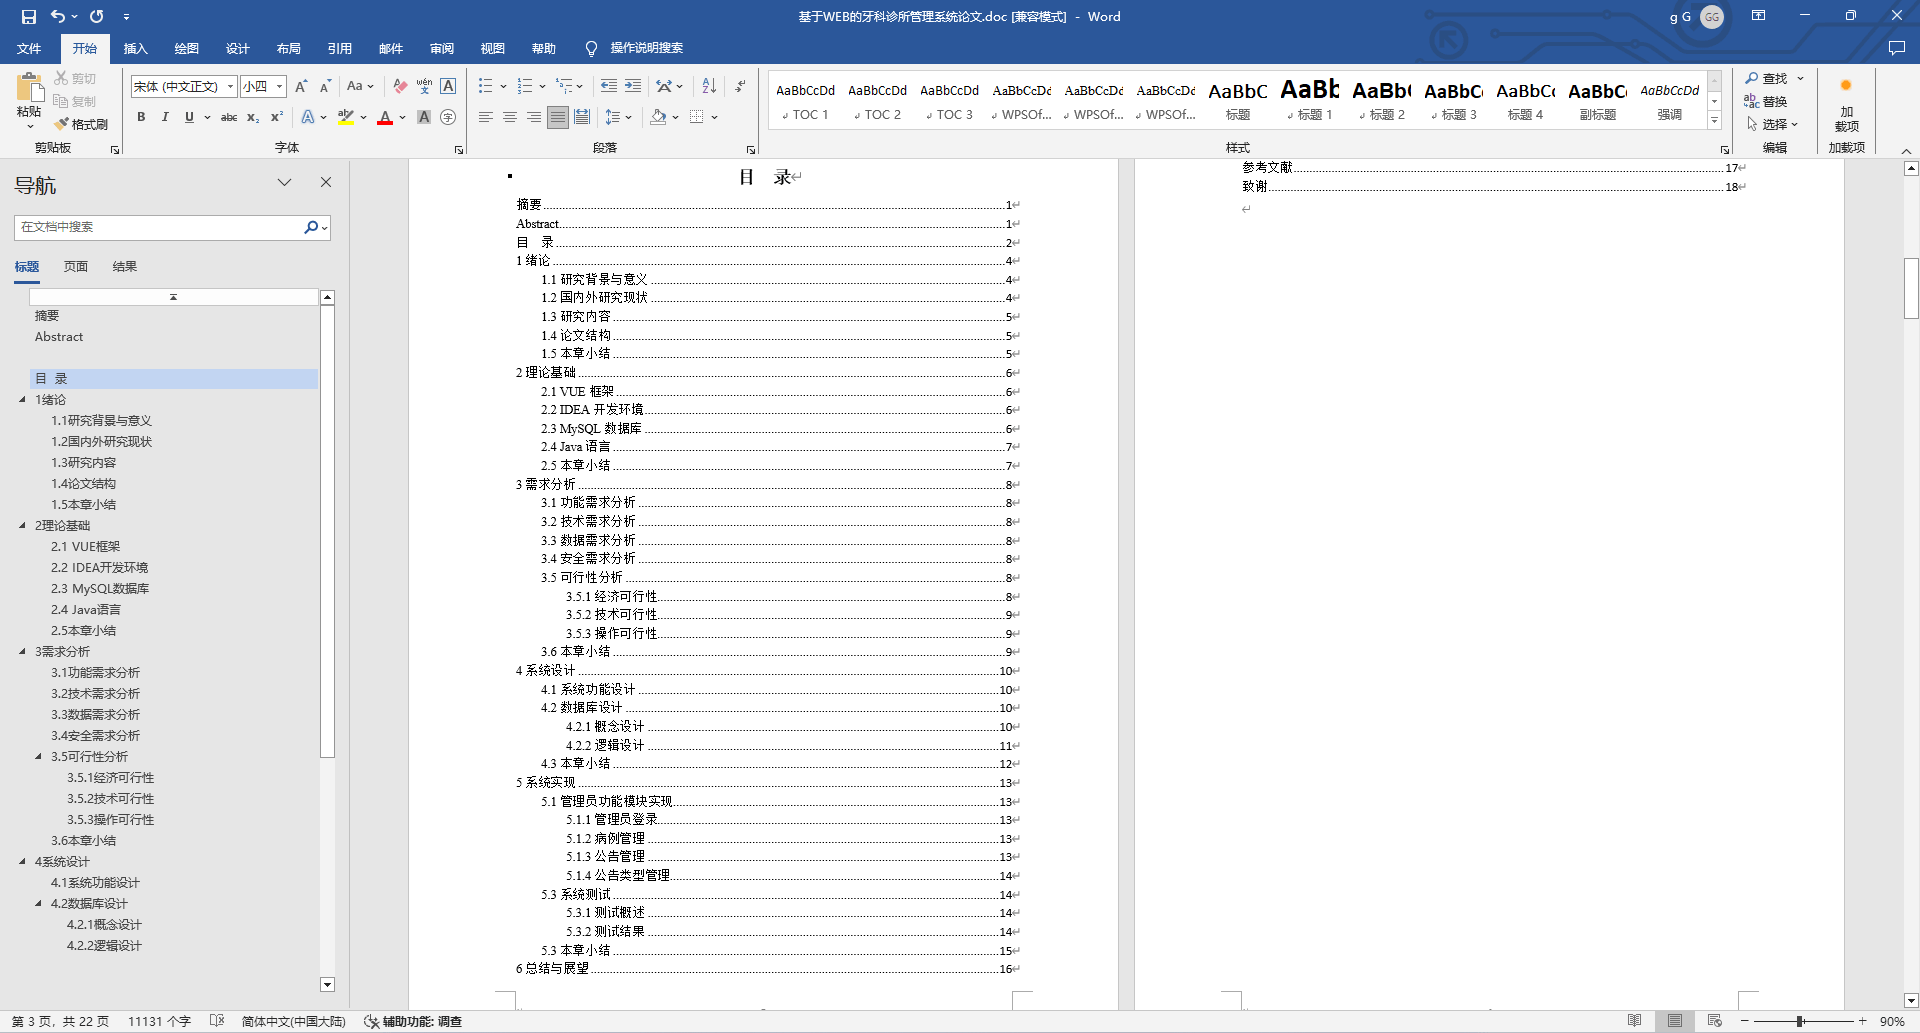 基于WEB的牙科诊所管理系统论文.doc [兼容模式] - Word
g G
GG
文件 开始 插入 绘图 设计 布局 引用 邮件 审阅 视图 帮助 操作说明搜索
粘贴
剪切
复制
格式刷
剪贴板
宋体 (中文正文) 小四
字体
段落
AaBbCcDd AaBbCcDd AaBbCcDd AaBbCcDd AaBbCcDd AaBbCcDd AaBbC AaBb AaBb( AaBbC AaBbC AaBbC AaBbCcDd
TOC 1 TOC 2 TOC 3 WPSOf... WPSOf... WPSOf... 标题 标题 1 标题 2 标题 3 标题 4 副标题 强调
样式
查找
替换
选择
编辑
加
载项
加载项
导航
在文档中搜索
标题 页面 结果
摘要
Abstract
目 录
1绪论
1.1研究背景与意义
1.2国内外研究现状
1.3研究内容
1.4论文结构
1.5本章小结
2理论基础
2.1 VUE框架
2.2 IDEA开发环境
2.3 MySQL数据库
2.4 Java语言
2.5本章小结
3需求分析
3.1功能需求分析
3.2技术需求分析
3.3数据需求分析
3.4安全需求分析
3.5可行性分析
3.5.1经济可行性
3.5.2技术可行性
3.5.3操作可行性
3.6本章小结
4系统设计
4.1系统功能设计
4.2数据库设计
4.2.1概念设计
4.2.2逻辑设计
目 录
摘要 1
Abstract 1
目 录 2
1 绪论 4
1.1 研究背景与意义 4
1.2 国内外研究现状 4
1.3 研究内容 5
1.4 论文结构 5
1.5 本章小结 5
2 理论基础 6
2.1 VUE 框架 6
2.2 IDEA 开发环境 6
2.3 MySQL 数据库 6
2.4 Java 语言 7
2.5 本章小结 7
3 需求分析 8
3.1 功能需求分析 8
3.2 技术需求分析 8
3.3 数据需求分析 8
3.4 安全需求分析 8
3.5 可行性分析 8
3.5.1 经济可行性 8
3.5.2 技术可行性 9
3.5.3 操作可行性 9
3.6 本章小结 9
4 系统设计 10
4.1 系统功能设计 10
4.2 数据库设计 10
4.2.1 概念设计 10
4.2.2 逻辑设计 11
4.3 本章小结 12
5 系统实现 13
5.1 管理员功能模块实现 13
5.1.1 管理员登录 13
5.1.2 病例管理 13
5.1.3 公告管理 13
5.1.4 公告类型管理 14
5.3 系统测试 14
5.3.1 测试概述 14
5.3.2 测试结果 14
5.3 本章小结 15
6 总结与展望 16
参考文献 17
致谢 18
第 3 页，共 22 页 11131 个字 简体中文(中国大陆) 辅助功能: 调查 90%